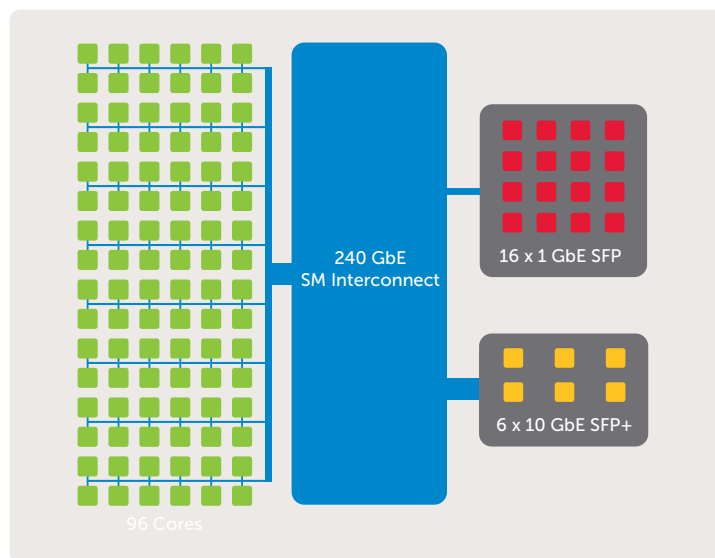 240 GbE
SM Interconnect
16 x 1 GbE SFP
6 x 10 GbE SFP+
96 Cores